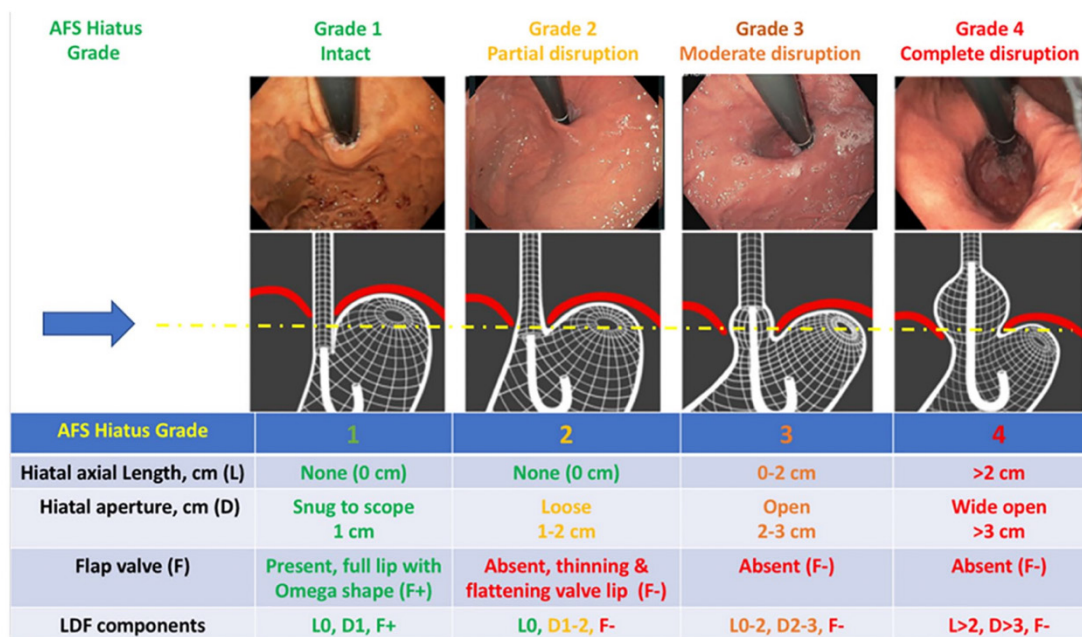 AFS Hiatus
Grade
Grade 1
Intact
Grade 2
Partial disruption
Grade 3
Moderate disruption
Grade 4
Complete disruption
AFS Hiatus Grade 1 2 3 4
Hiatal axial Length, cm (L) None (0 cm) None (0 cm) 0-2 cm >2 cm
Hiatal aperture, cm (D) Snug to scope
1 cm Loose
1-2 cm Open
2-3 cm Wide open
>3 cm
Flap valve (F) Present, full lip with
Omega shape (F+) Absent, thinning &
flattening valve lip (F-) Absent (F-) Absent (F-)
LDF components L0, D1, F+ L0, D1-2, F- L0-2, D2-3, F- L>2, D>3, F-